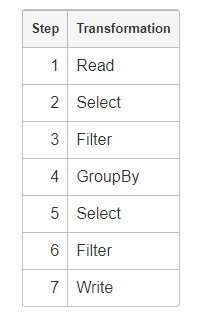 Step Transformation
1 Read
2 Select
3 Filter
4 GroupBy
5 Select
6 Filter
7 Write